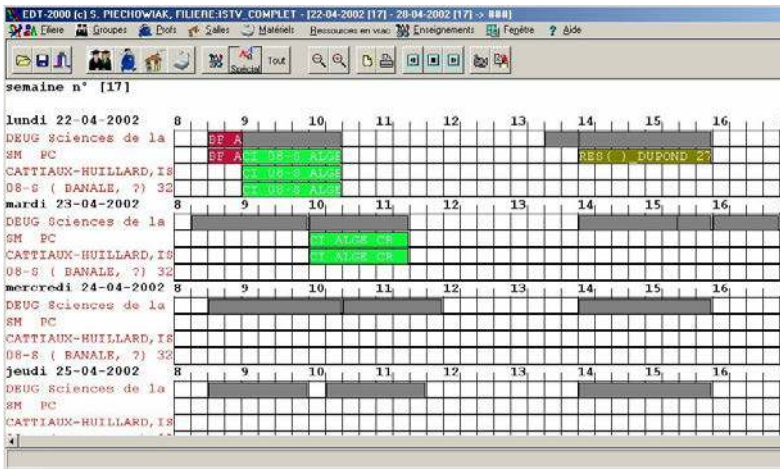 EDT-2000 (c) S. PIECHOWIAK, FILIERE:ISTV_COMPLET - [22-04-2002 [17] - 28-04-2002 [17] -> ###]
Filiere Groupes Profs Salles Matériels Ressources en vrac Enseignements Fenêtre ? Aide
Spécial Tout
semaine n° [17]
lundi 22-04-2002 8 9 10 11 12 13 14 15 16
DEUG Sciences de la BF A
SM PC BF A CI 08-S ALGE RES( )_DUPOND 27
CATTIAUX-HUILLARD, IS CI 08-S ALGE
08-S ( BANALE, ?) 32 CI 08-S ALGE
mardi 23-04-2002 8 9 10 11 12 13 14 15 16
DEUG Sciences de la
SM PC CI ALGE CR
CATTIAUX-HUILLARD, IS CI ALGE CR
08-S ( BANALE, ?) 32
mercredi 24-04-2002 8 9 10 11 12 13 14 15 16
DEUG Sciences de la
SM PC
CATTIAUX-HUILLARD, IS
08-S ( BANALE, ?) 32
jeudi 25-04-2002 8 9 10 11 12 13 14 15 16
DEUG Sciences de la
SM PC
CATTIAUX-HUILLARD, IS